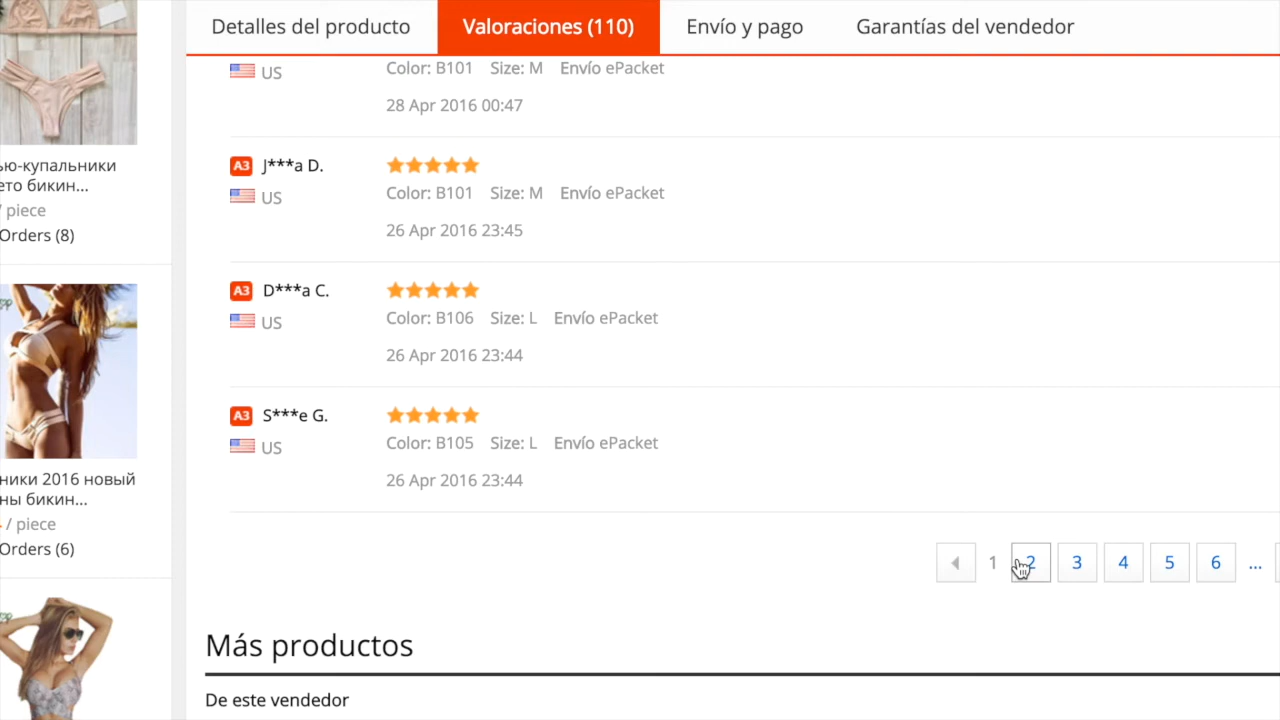 Detalles del producto
Valoraciones (110)
Envío y pago
Garantías del vendedor
US
Color: B101 Size: M Envío ePacket
28 Apr 2016 00:47
A3 J***a D.
US
Color: B101 Size: M Envío ePacket
26 Apr 2016 23:45
A3 D***a C.
US
Color: B106 Size: L Envío ePacket
26 Apr 2016 23:44
A3 S***e G.
US
Color: B105 Size: L Envío ePacket
26 Apr 2016 23:44
1 2 3 4 5 6 ...
Más productos
De este vendedor
ью-купальники
ето бикин...
/ piece
Orders (8)
ники 2016 новый
ны бикин...
/ piece
Orders (6)